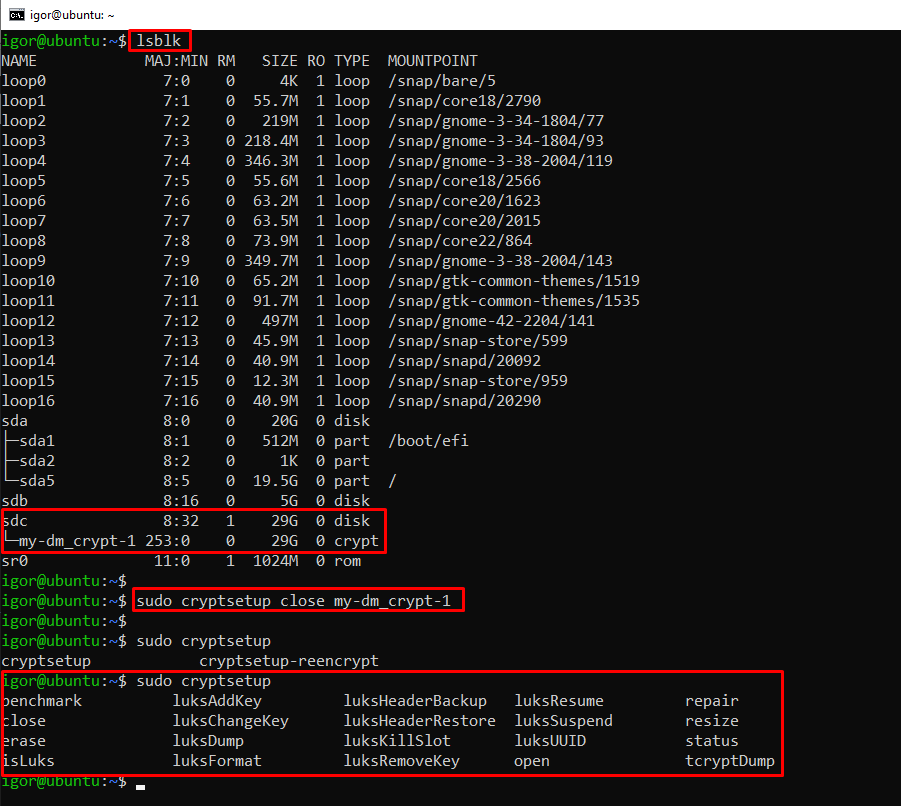 igor@ubuntu: ~
igor@ubuntu:~$ lsblk
NAME MAJ:MIN RM SIZE RO TYPE MOUNTPOINT
loop0 7:0 0 4K 1 loop /snap/bare/5
loop1 7:1 0 55.7M 1 loop /snap/core18/2790
loop2 7:2 0 219M 1 loop /snap/gnome-3-34-1804/77
loop3 7:3 0 218.4M 1 loop /snap/gnome-3-34-1804/93
loop4 7:4 0 346.3M 1 loop /snap/gnome-3-38-2004/119
loop5 7:5 0 55.6M 1 loop /snap/core18/2566
loop6 7:6 0 63.2M 1 loop /snap/core20/1623
loop7 7:7 0 63.5M 1 loop /snap/core20/2015
loop8 7:8 0 73.9M 1 loop /snap/core22/864
loop9 7:9 0 349.7M 1 loop /snap/gnome-3-38-2004/143
loop10 7:10 0 65.2M 1 loop /snap/gtk-common-themes/1519
loop11 7:11 0 91.7M 1 loop /snap/gtk-common-themes/1535
loop12 7:12 0 497M 1 loop /snap/gnome-42-2204/141
loop13 7:13 0 45.9M 1 loop /snap/snap-store/599
loop14 7:14 0 40.9M 1 loop /snap/snapd/20092
loop15 7:15 0 12.3M 1 loop /snap/snap-store/959
loop16 7:16 0 40.9M 1 loop /snap/snapd/20290
sda 8:0 0 20G 0 disk
├─sda1 8:1 0 512M 0 part /boot/efi
├─sda2 8:2 0 1K 0 part
└─sda5 8:5 0 19.5G 0 part /
sdb 8:16 0 5G 0 disk
sdc 8:32 1 29G 0 disk
└─my-dm_crypt-1 253:0 0 29G 0 crypt
sr0 11:0 1 1024M 0 rom
igor@ubuntu:~$
igor@ubuntu:~$ sudo cryptsetup close my-dm_crypt-1
igor@ubuntu:~$
igor@ubuntu:~$ sudo cryptsetup
cryptsetup cryptsetup-reencrypt
igor@ubuntu:~$ sudo cryptsetup
benchmark luksAddKey luksHeaderBackup luksResume repair
close luksChangeKey luksHeaderRestore luksSuspend resize
erase luksDump luksKillSlot luksUUID status
isLuks luksFormat luksRemoveKey open tcryptDump
igor@ubuntu:~$